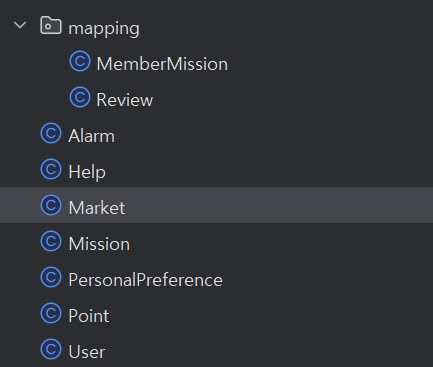 mapping
MemberMission
Review
Alarm
Help
Market
Mission
PersonalPreference
Point
User